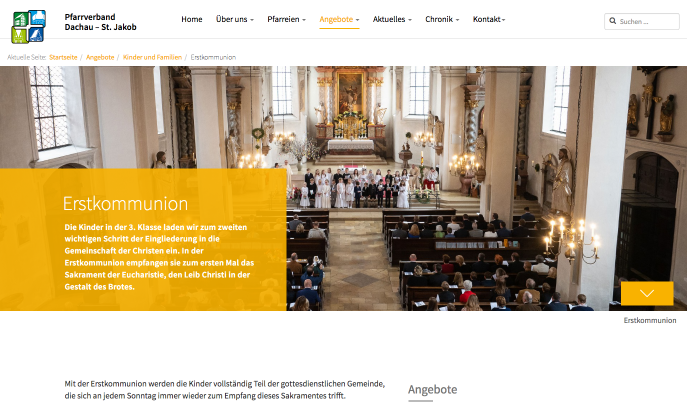 Pfarrverband
Dachau – St. Jakob
Home Über uns Pfarreien Angebote Aktuelles Chronik Kontakt
Suchen ...
Aktuelle Seite: Startseite / Angebote / Kinder und Familien / Erstkommunion
Erstkommunion
Die Kinder in der 3. Klasse laden wir zum zweiten
wichtigen Schritt der Eingliederung in die
Gemeinschaft der Christen ein. In der
Erstkommunion empfangen sie zum ersten Mal das
Sakrament der Eucharistie, den Leib Christi in der
Gestalt des Brotes.
Erstkommunion
Mit der Erstkommunion werden die Kinder vollständig Teil der gottesdienstlichen Gemeinde,
die sich an jedem Sonntag immer wieder zum Empfang dieses Sakramentes trifft.
Angebote